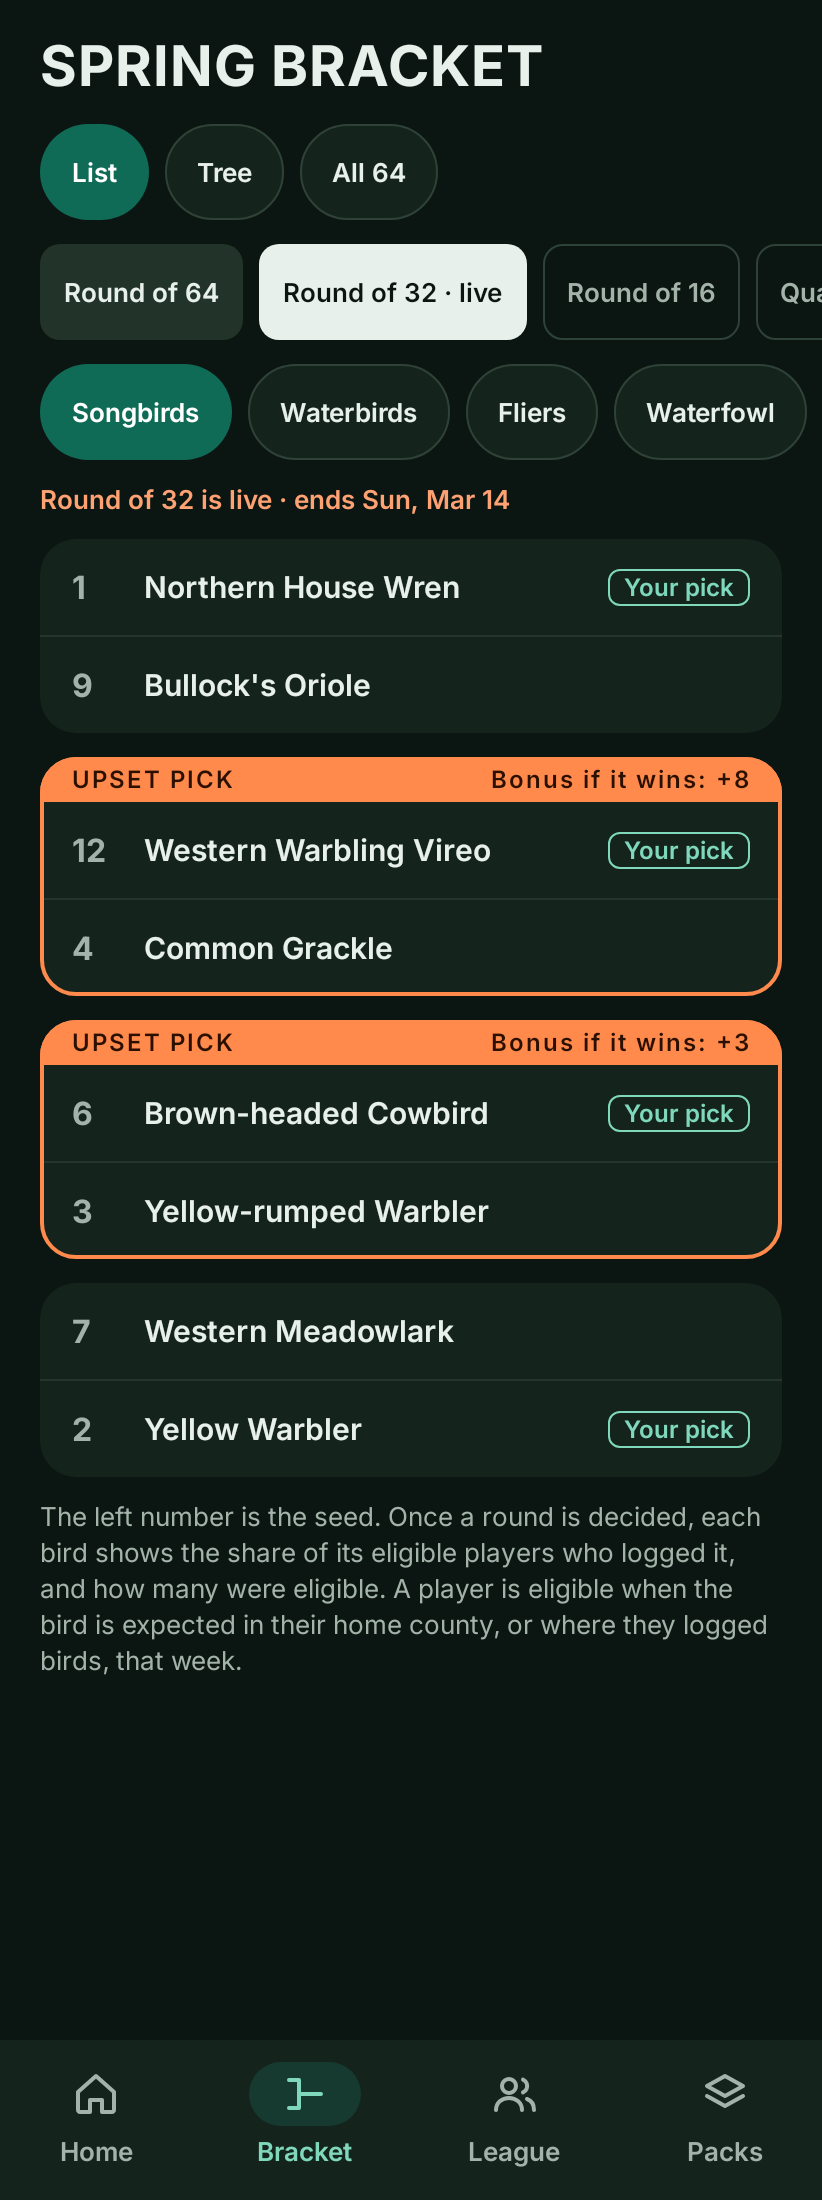 SPRING BRACKET
List Tree All 64
Round of 64 Round of 32 · live Round of 16
Songbirds Waterbirds Fliers Waterfowl
Round of 32 is live · ends Sun, Mar 14
1 Northern House Wren Your pick
9 Bullock's Oriole
UPSET PICK Bonus if it wins: +8
12 Western Warbling Vireo Your pick
4 Common Grackle
UPSET PICK Bonus if it wins: +3
6 Brown-headed Cowbird Your pick
3 Yellow-rumped Warbler
7 Western Meadowlark
2 Yellow Warbler Your pick
The left number is the seed. Once a round is decided, each
bird shows the share of its eligible players who logged it,
and how many were eligible. A player is eligible when the
bird is expected in their home county, or where they logged
birds, that week.
Home Bracket League Packs